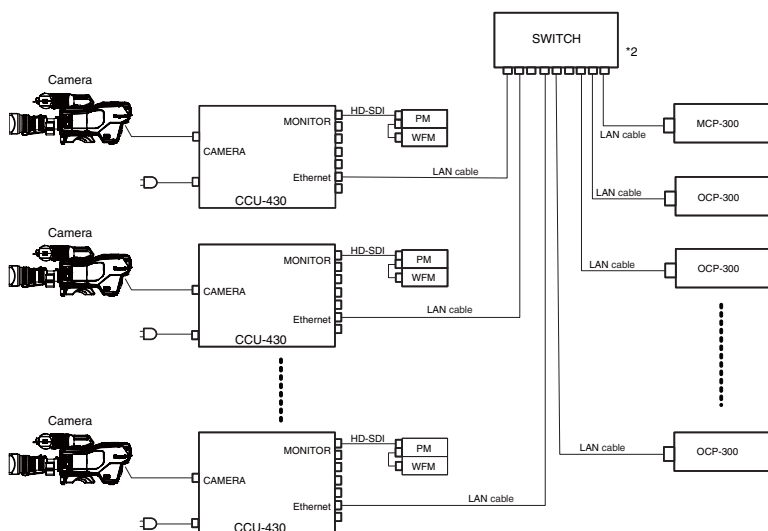 SWITCH
*2
Camera
MONITOR
HD-SDI
PM
WFM
CAMERA
Ethernet
LAN cable
CCU-430
LAN cable
MCP-300
LAN cable
OCP-300
Camera
MONITOR
HD-SDI
PM
WFM
CAMERA
Ethernet
LAN cable
CCU-430
LAN cable
OCP-300
Camera
MONITOR
HD-SDI
PM
WFM
CAMERA
Ethernet
LAN cable
CCU-430
LAN cable
OCP-300